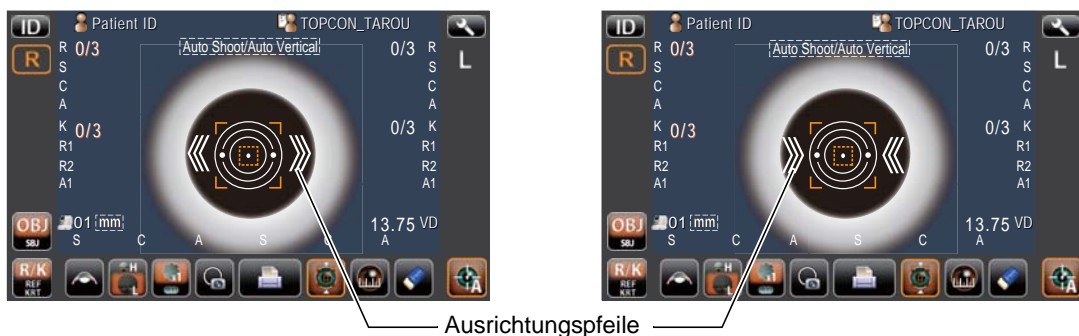 ID Patient ID TOPCON_TAROU
R R 0/3 Auto Shoot/Auto Vertical 0/3 R L
S S
C C
A A
K 0/3 0/3 K
R1 R1
R2 R2
A1 A1
OBJ SBJ 01 mm 13.75 VD
S C A S C A
R/K REF KRT H L 1 A
ID Patient ID TOPCON_TAROU
R R 0/3 Auto Shoot/Auto Vertical 0/3 R L
S S
C C
A A
K 0/3 0/3 K
R1 R1
R2 R2
A1 A1
OBJ SBJ 01 mm 13.75 VD
S C A S C A
R/K REF KRT H L 1 A
Ausrichtungspfeile